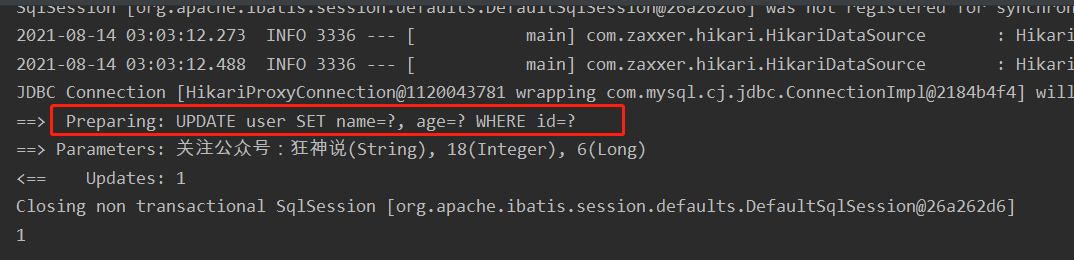 SqlSession [org.apache.ibatis.session.defaults.DefaultSqlSession@26a262d6] was not registered for synchron
2021-08-14 03:03:12.273  INFO 3336 --- [           main] com.zaxxer.hikari.HikariDataSource       : Hikari
2021-08-14 03:03:12.488  INFO 3336 --- [           main] com.zaxxer.hikari.HikariDataSource       : Hikari
JDBC Connection [HikariProxyConnection@1120043781 wrapping com.mysql.cj.jdbc.ConnectionImpl@2184b4f4] will
==>  Preparing: UPDATE user SET name=?, age=? WHERE id=?
==> Parameters: 关注公众号：狂神说(String), 18(Integer), 6(Long)
<==    Updates: 1
Closing non transactional SqlSession [org.apache.ibatis.session.defaults.DefaultSqlSession@26a262d6]
1